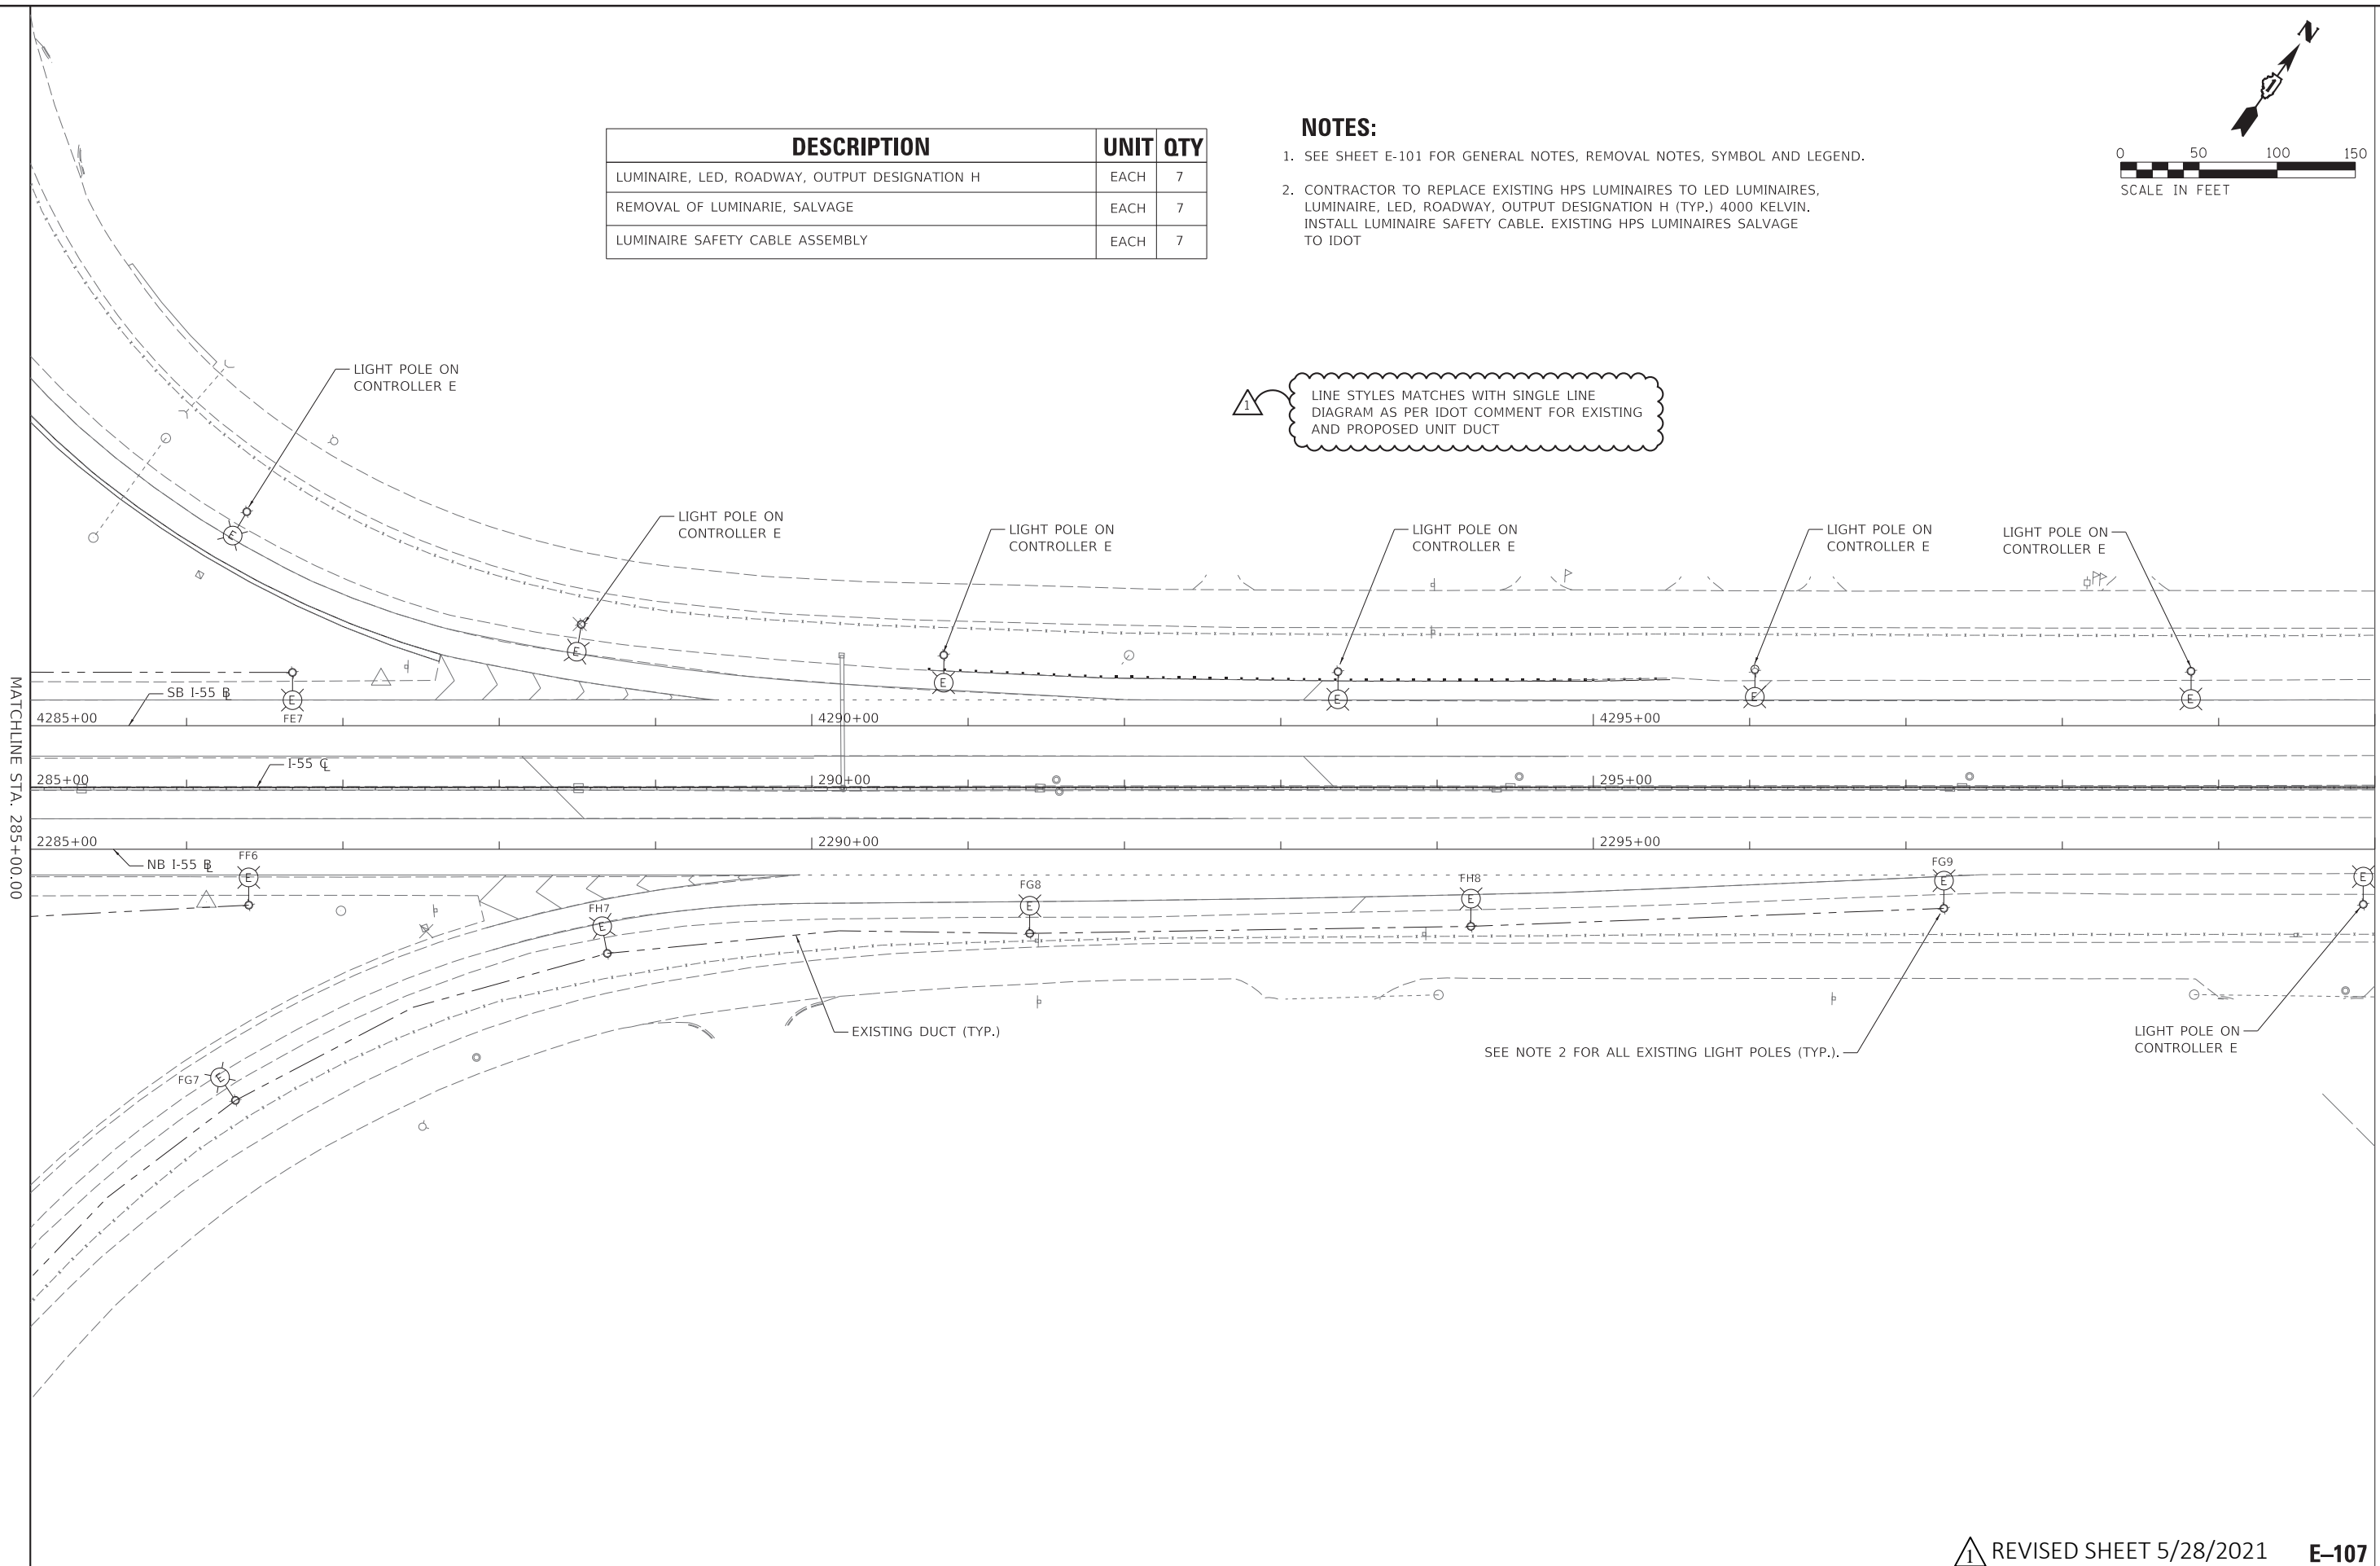 N
0 50 100 150
SCALE IN FEET
DESCRIPTION UNIT QTY
LUMINAIRE, LED, ROADWAY, OUTPUT DESIGNATION H EACH 7
REMOVAL OF LUMINARIE, SALVAGE EACH 7
LUMINAIRE SAFETY CABLE ASSEMBLY EACH 7
NOTES:
1. SEE SHEET E-101 FOR GENERAL NOTES, REMOVAL NOTES, SYMBOL AND LEGEND.
2. CONTRACTOR TO REPLACE EXISTING HPS LUMINAIRES TO LED LUMINAIRES,
LUMINAIRE, LED, ROADWAY, OUTPUT DESIGNATION H (TYP.) 4000 KELVIN.
INSTALL LUMINAIRE SAFETY CABLE. EXISTING HPS LUMINAIRES SALVAGE
TO IDOT
1
LINE STYLES MATCHES WITH SINGLE LINE
DIAGRAM AS PER IDOT COMMENT FOR EXISTING
AND PROPOSED UNIT DUCT
LIGHT POLE ON
CONTROLLER E
LIGHT POLE ON
CONTROLLER E
LIGHT POLE ON
CONTROLLER E
LIGHT POLE ON
CONTROLLER E
LIGHT POLE ON
CONTROLLER E
LIGHT POLE ON
CONTROLLER E
E
E
E
E
E
E
E
FE7
MATCHLINE STA. 285+00.00
SB I-55 BL
4285+00 4290+00 4295+00
I-55 CL
285+00 290+00 295+00
2285+00 2290+00 2295+00
NB I-55 BL
FF6
E
FH7
E
FG8
E
FH8
E
FG9
E
E
FG7
E
EXISTING DUCT (TYP.)
SEE NOTE 2 FOR ALL EXISTING LIGHT POLES (TYP.).
LIGHT POLE ON
CONTROLLER E
1 REVISED SHEET 5/28/2021 E–107